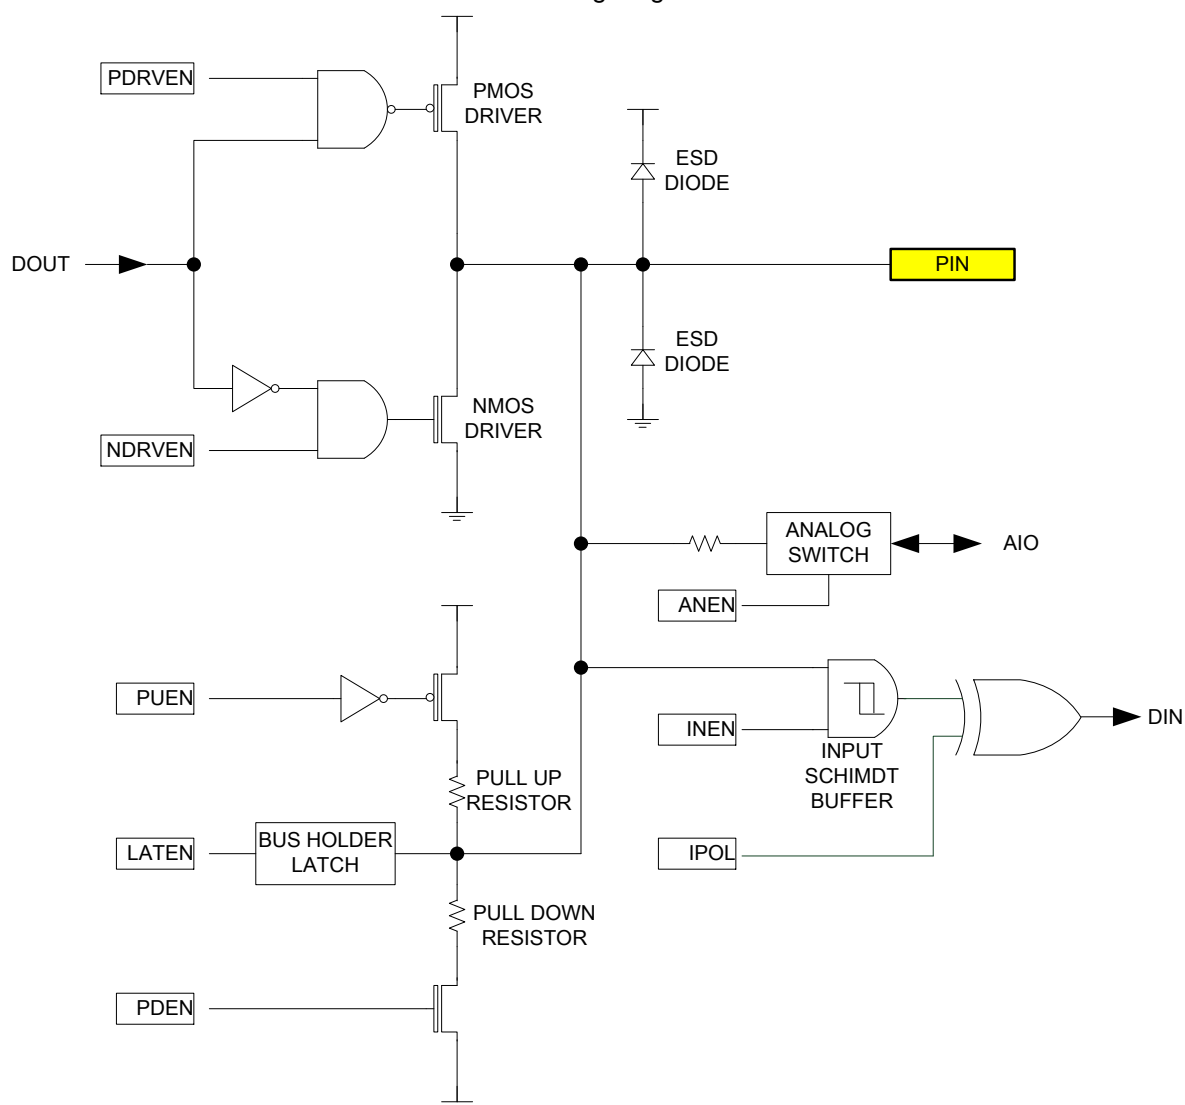 PDRVEN
PMOS
DRIVER
ESD
DIODE
DOUT
PIN
ESD
DIODE
NMOS
DRIVER
NDRVEN
ANALOG
SWITCH
AIO
ANEN
PUEN
INEN
DIN
INPUT
SCHIMDT
BUFFER
PULL UP
RESISTOR
LATEN
BUS HOLDER
LATCH
IPOL
PULL DOWN
RESISTOR
PDEN